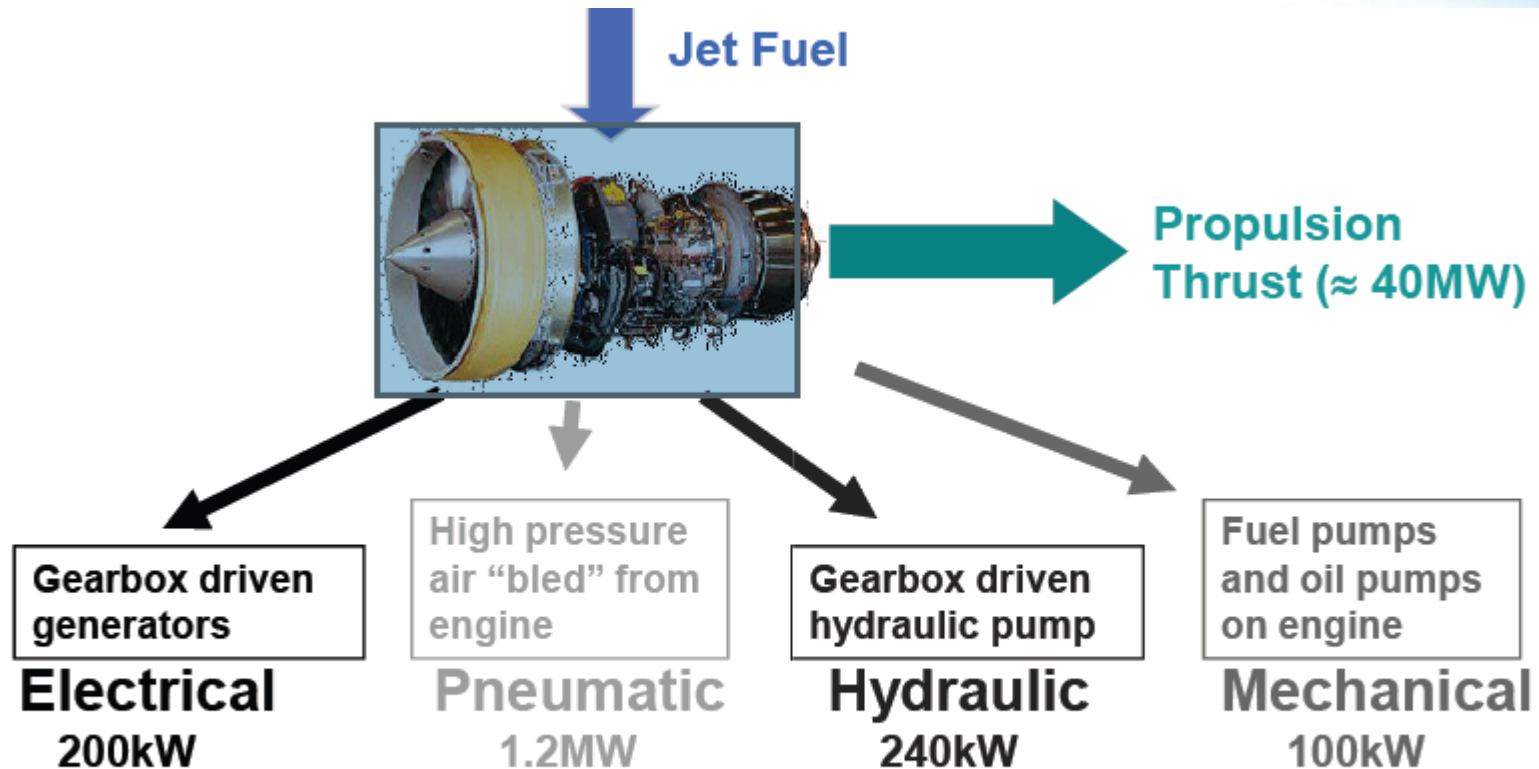 Jet Fuel
Propulsion
Thrust (≈ 40MW)
Gearbox driven
generators
Electrical
200kW
High pressure
air “bled” from
engine
Pneumatic
1.2MW
Gearbox driven
hydraulic pump
Hydraulic
240kW
Fuel pumps
and oil pumps
on engine
Mechanical
100kW